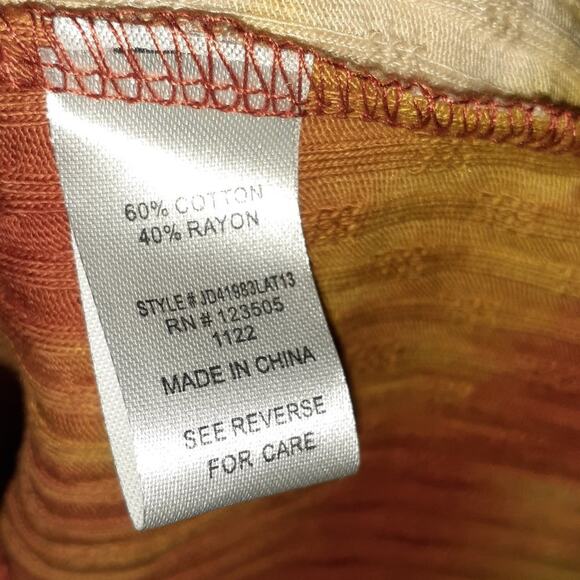 60% COTTON
40% RAYON
STYLE # JD41983LAT13
RN # 123505
1122
MADE IN CHINA
SEE REVERSE
FOR CARE